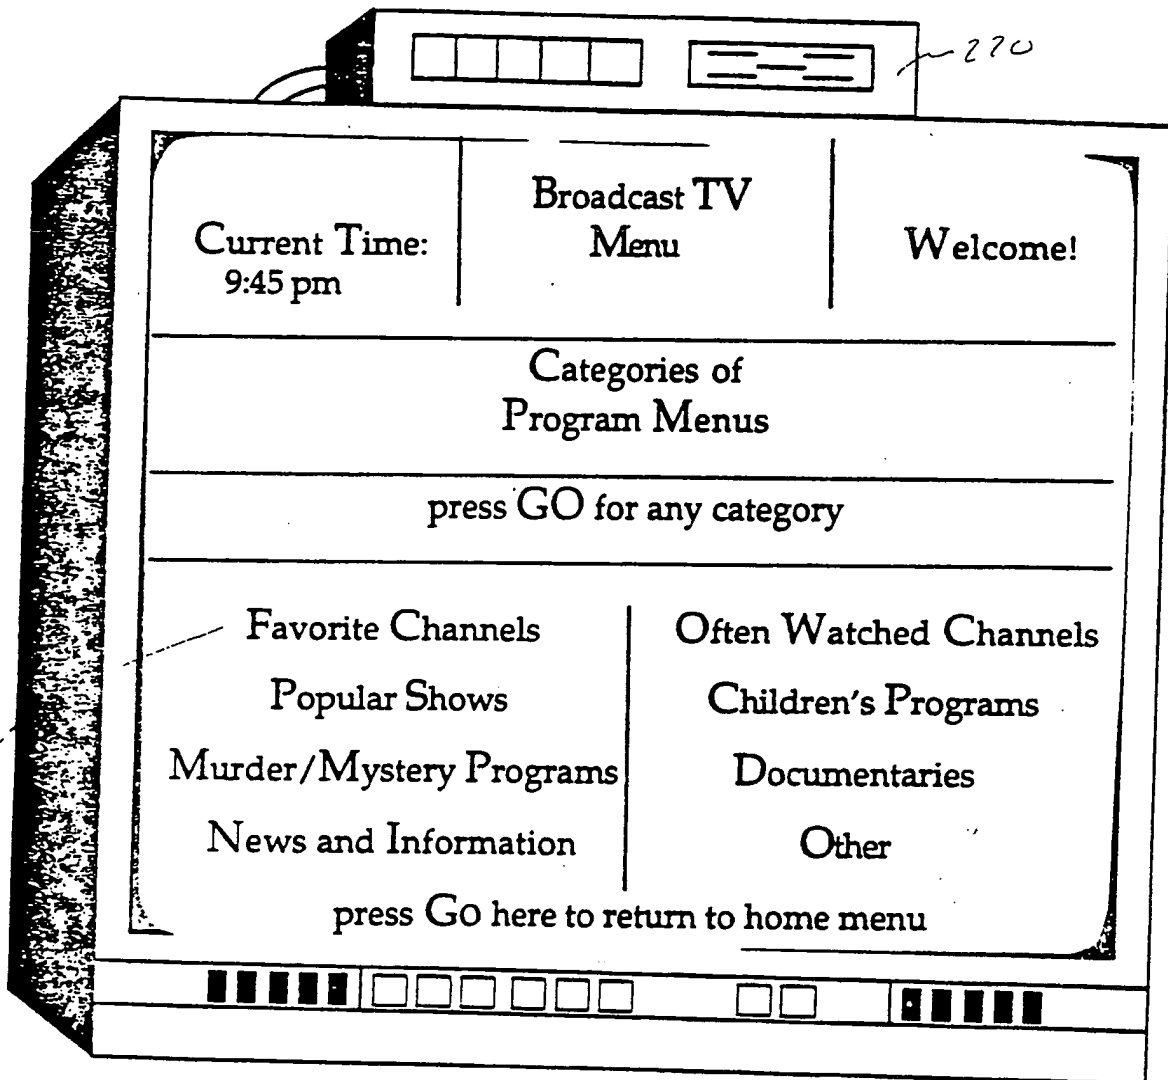 220
Broadcast TV
Menu
Current Time:
9:45 pm
Welcome!
Categories of
Program Menus
press GO for any category
Favorite Channels
Often Watched Channels
Popular Shows
Children's Programs
Murder/Mystery Programs
Documentaries
News and Information
Other
press Go here to return to home menu